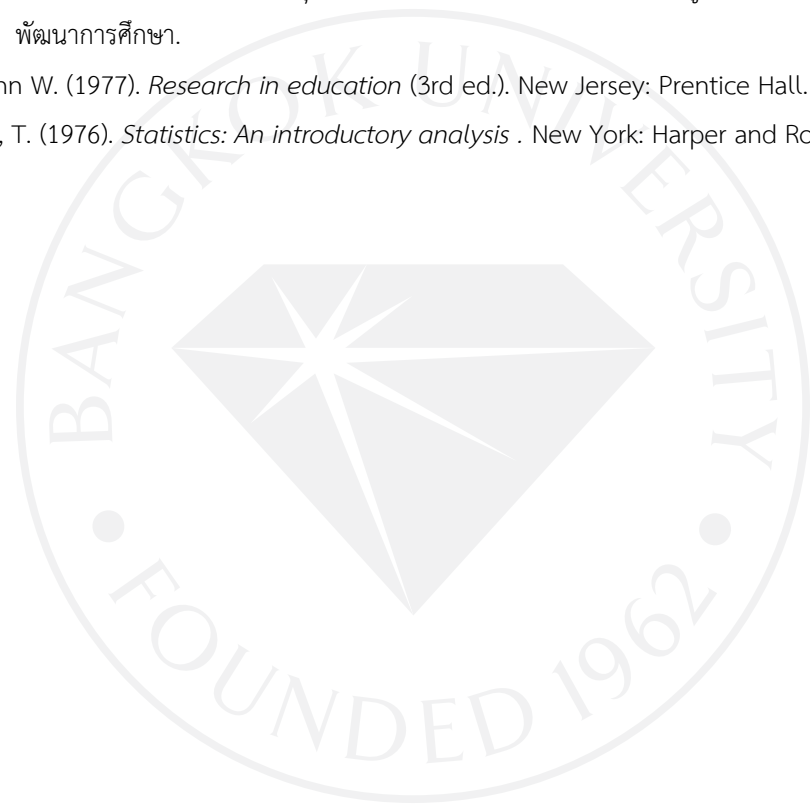 พัฒนาการศึกษา.
nn W. (1977). Research in education (3rd ed.). New Jersey: Prentice Hall.
, T. (1976). Statistics: An introductory analysis . New York: Harper and Ro
BANGKOK UNIVERSITY
FOUNDED 1962